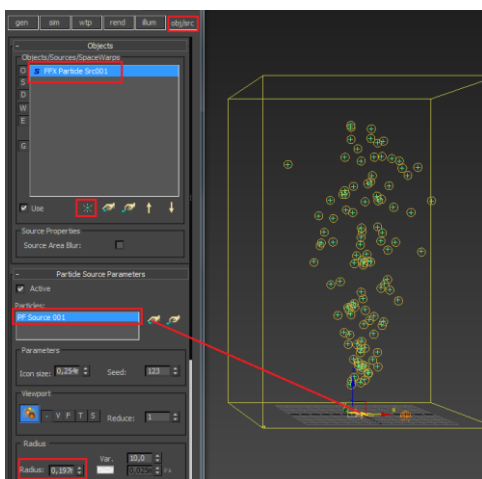 gen sim wtp rend illum obj/src
- Objects
Objects/Sources/SpaceWarps
O S PFX Particle Src001
S
D
W
E
G
Use
Source Properties
Source Area Blur:
- Particle Source Parameters
Active
Particles:
PF Source 001
Parameters
Icon size: Seed: 123
Viewport
- V F T S Reduce: 1
Radius
Var. 10,0
Radius: